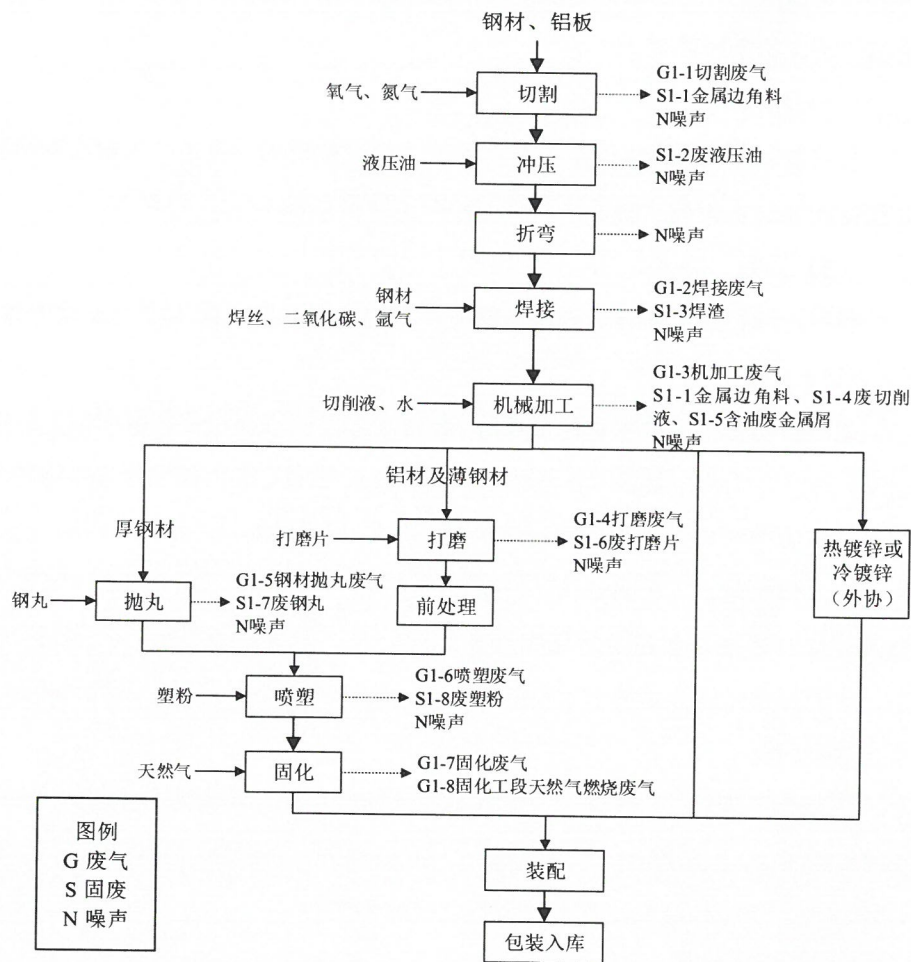 钢材、铝板
氧气、氮气
切割
G1-1切割废气
S1-1金属边角料
N噪声
液压油
冲压
S1-2废液压油
N噪声
折弯
N噪声
钢材
焊丝、二氧化碳、氩气
焊接
G1-2焊接废气
S1-3焊渣
N噪声
切削液、水
机械加工
G1-3机加工废气
S1-1金属边角料、S1-4废切削
液、S1-5含油废金属屑
N噪声
厚钢材
铝材及薄钢材
打磨片
打磨
G1-4打磨废气
S1-6废打磨片
N噪声
热镀锌或
冷镀锌
（外协）
钢丸
抛丸
G1-5钢材抛丸废气
S1-7废钢丸
N噪声
前处理
塑粉
喷塑
G1-6喷塑废气
S1-8废塑粉
N噪声
天然气
固化
G1-7固化废气
G1-8固化工段天然气燃烧废气
图例
G 废气
S 固废
N 噪声
装配
包装入库